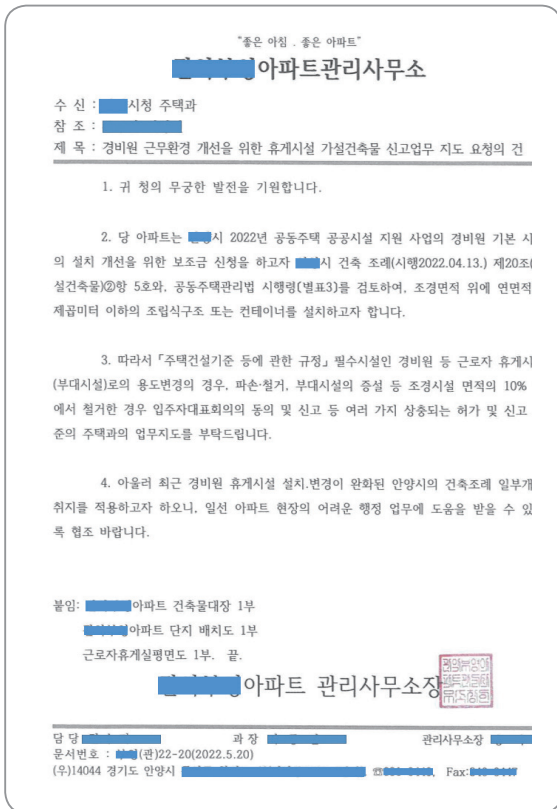 "좋은 아침 . 좋은 아파트"
아파트관리사무소
수 신 : 시청 주택과
참 조 :
제 목 : 경비원 근무환경 개선을 위한 휴게시설 가설건축물 신고업무 지도 요청의 건
1. 귀 청의 무궁한 발전을 기원합니다.
2. 당 아파트는 시 2022년 공동주택 공공시설 지원 사업의 경비원 기본 시
의 설치 개선을 위한 보조금 신청을 하고자 시 건축 조례(시행2022.04.13.) 제20조(
설건축물)②항 5호와, 공동주택관리법 시행령(별표3)를 검토하여, 조경면적 위에 연면적
제곱미터 이하의 조립식구조 또는 컨테이너를 설치하고자 합니다.
3. 따라서 「주택건설기준 등에 관한 규정」 필수시설인 경비원 등 근로자 휴게시
(부대시설)로의 용도변경의 경우, 파손·철거, 부대시설의 증설 등 조경시설 면적의 10%
에서 철거한 경우 입주자대표회의의 동의 및 신고 등 여러 가지 상충되는 허가 및 신고
준의 주택과의 업무지도를 부탁드립니다.
4. 아울러 최근 경비원 휴게시설 설치.변경이 완화된 안양시의 건축조례 일부개
취지를 적용하고자 하오니, 일선 아파트 현장의 어려운 행정 업무에 도움을 받을 수 있
록 협조 바랍니다.
붙임: 아파트 건축물대장 1부
아파트 단지 배치도 1부
근로자휴게실평면도 1부. 끝.
아파트 관리사무소장
담 당 과 장 관리사무소장
문서번호 : (관)22-20(2022.5.20)
(우)14044 경기도 안양시 ☎ Fax: